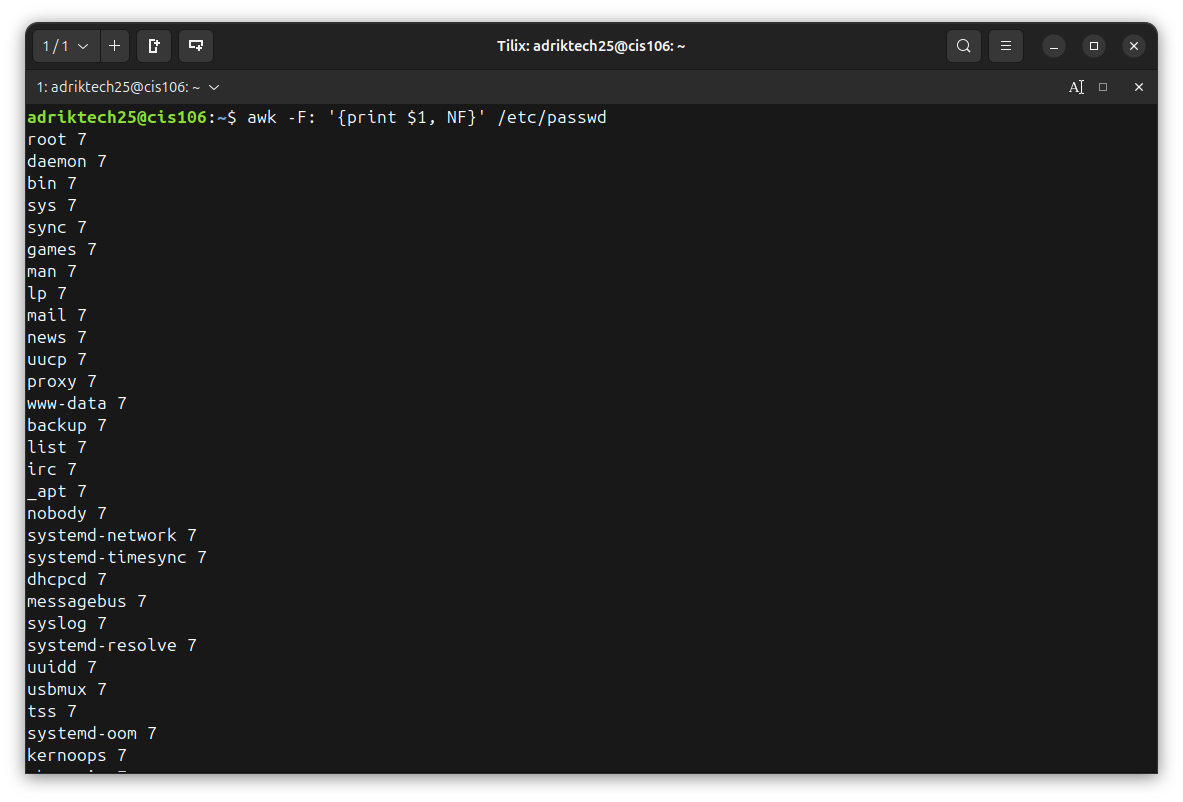 1 / 1
Tilix: adriktech25@cis106: ~
1: adriktech25@cis106: ~
adriktech25@cis106:~$ awk -F: '{print $1, NF}' /etc/passwd
root 7
daemon 7
bin 7
sys 7
sync 7
games 7
man 7
lp 7
mail 7
news 7
uucp 7
proxy 7
www-data 7
backup 7
list 7
irc 7
_apt 7
nobody 7
systemd-network 7
systemd-timesync 7
dhcpcd 7
messagebus 7
syslog 7
systemd-resolve 7
uuidd 7
usbmux 7
tss 7
systemd-oom 7
kernoops 7